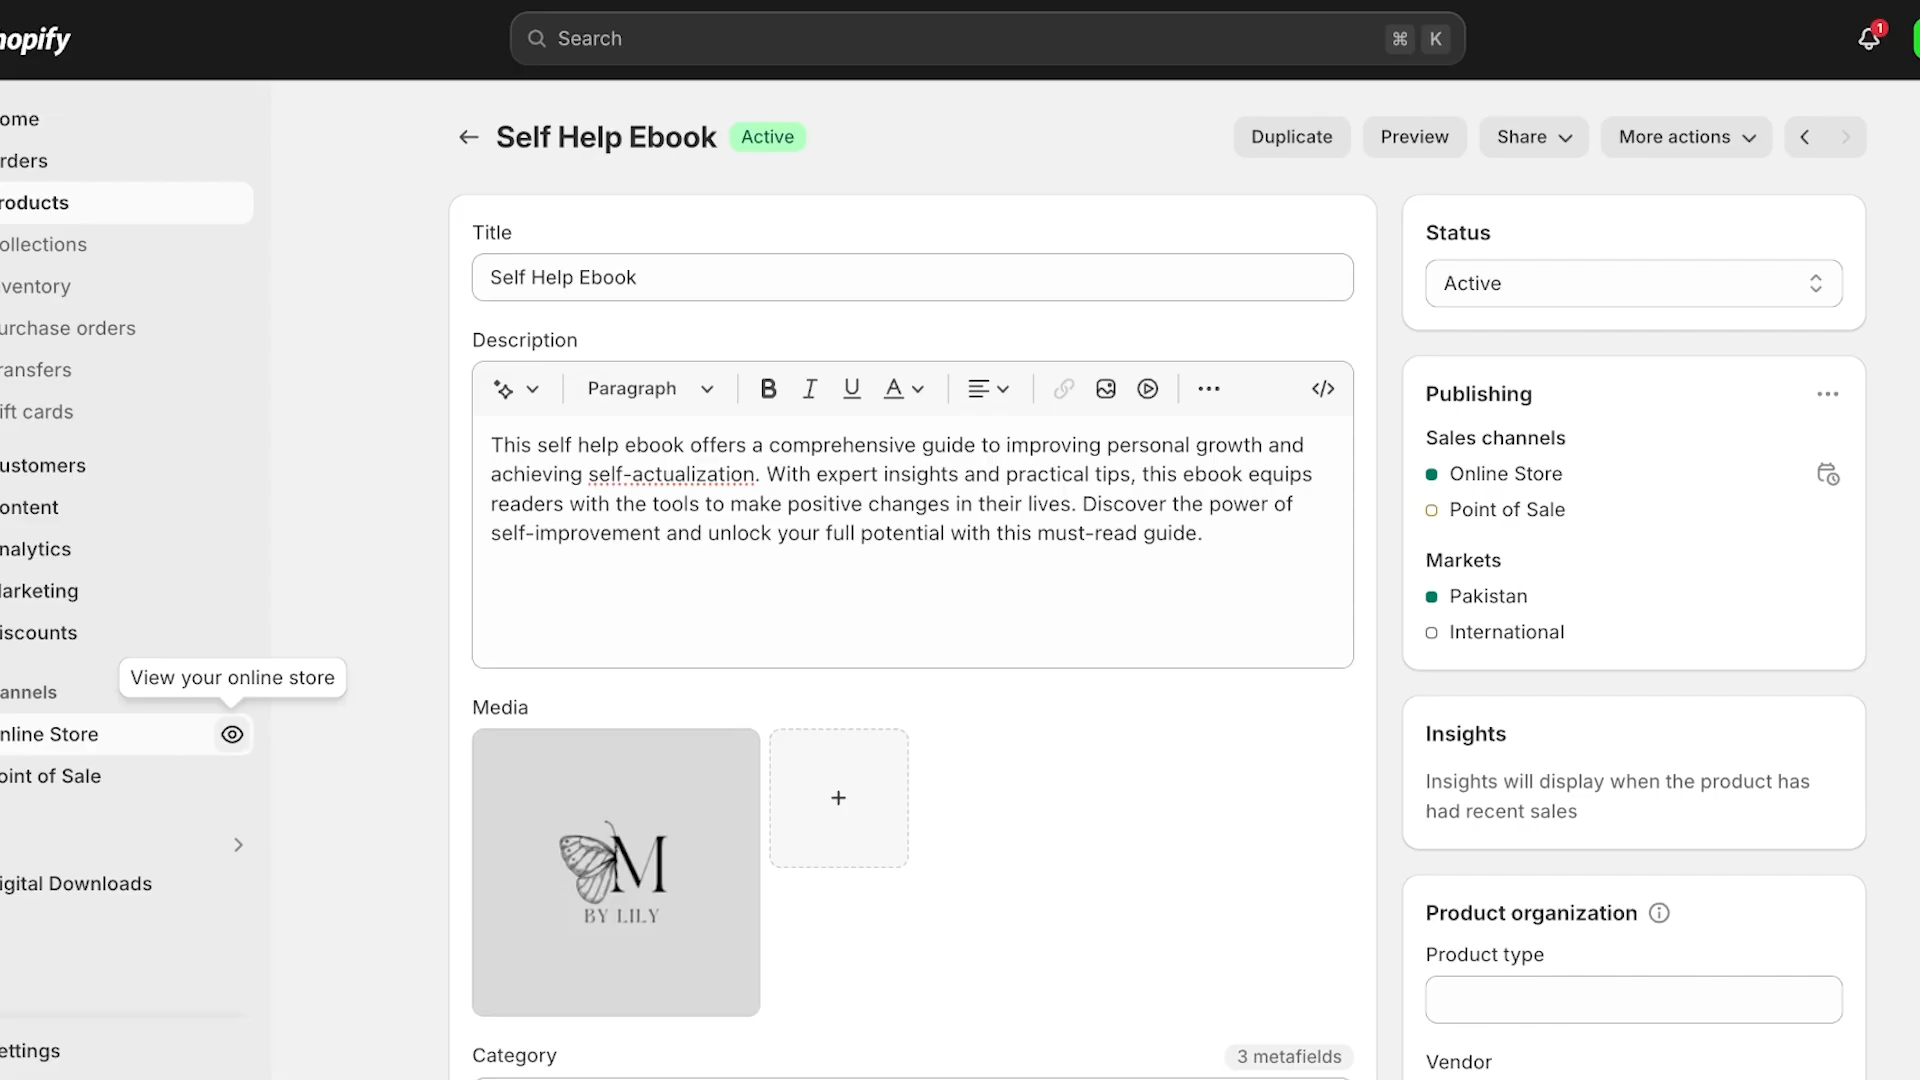 hopify
Search
⌘ K
1
ome
rders
roducts
ollections
ventory
urchase orders
ransfers
ift cards
ustomers
ontent
nalytics
arketing
iscounts
View your online store
annels
nline Store
oint of Sale
igital Downloads
ettings
Self Help Ebook Active
Duplicate Preview Share More actions
Title
Self Help Ebook
Description
Paragraph B I U A </>
This self help ebook offers a comprehensive guide to improving personal growth and
achieving self-actualization. With expert insights and practical tips, this ebook equips
readers with the tools to make positive changes in their lives. Discover the power of
self-improvement and unlock your full potential with this must-read guide.
Media
M
BY LILY
Category 3 metafields
Status
Active
Publishing
Sales channels
Online Store
Point of Sale
Markets
Pakistan
International
Insights
Insights will display when the product has
had recent sales
Product organization
Product type
Vendor